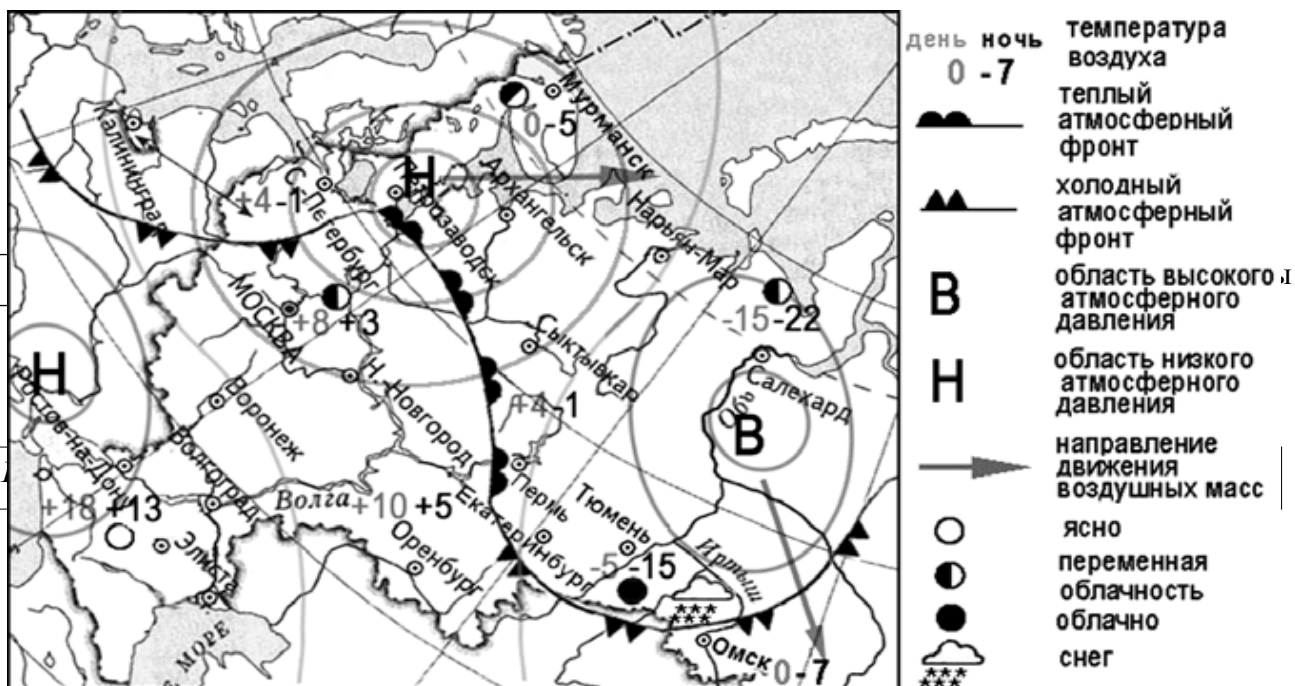 Мурманск
0 -5
Калининград
С-Петербург
+4 -1
Н
Петрозаводск
Архангельск
Нарьян-Мар
-15 -22
МОСКВА
+8 +3
Сыктывкар
+4 -1
Салехард
Обь
В
Н
Ростов-на-Дону
Воронеж
Н.-Новгород
Волгоград
Волга
+10 +5
Пермь
Екатеринбург
Тюмень
-5 -15
Иртыш
Оренбург
+18 +13
Элиста
МОРЕ
Омск
0 -7
день ночь
0 -7
температура
воздуха
теплый
атмосферный
фронт
холодный
атмосферный
фронт
В
область высокого
атмосферного
давления
Н
область низкого
атмосферного
давления
направление
движения
воздушных масс
ясно
переменная
облачность
облачно
снег
ы